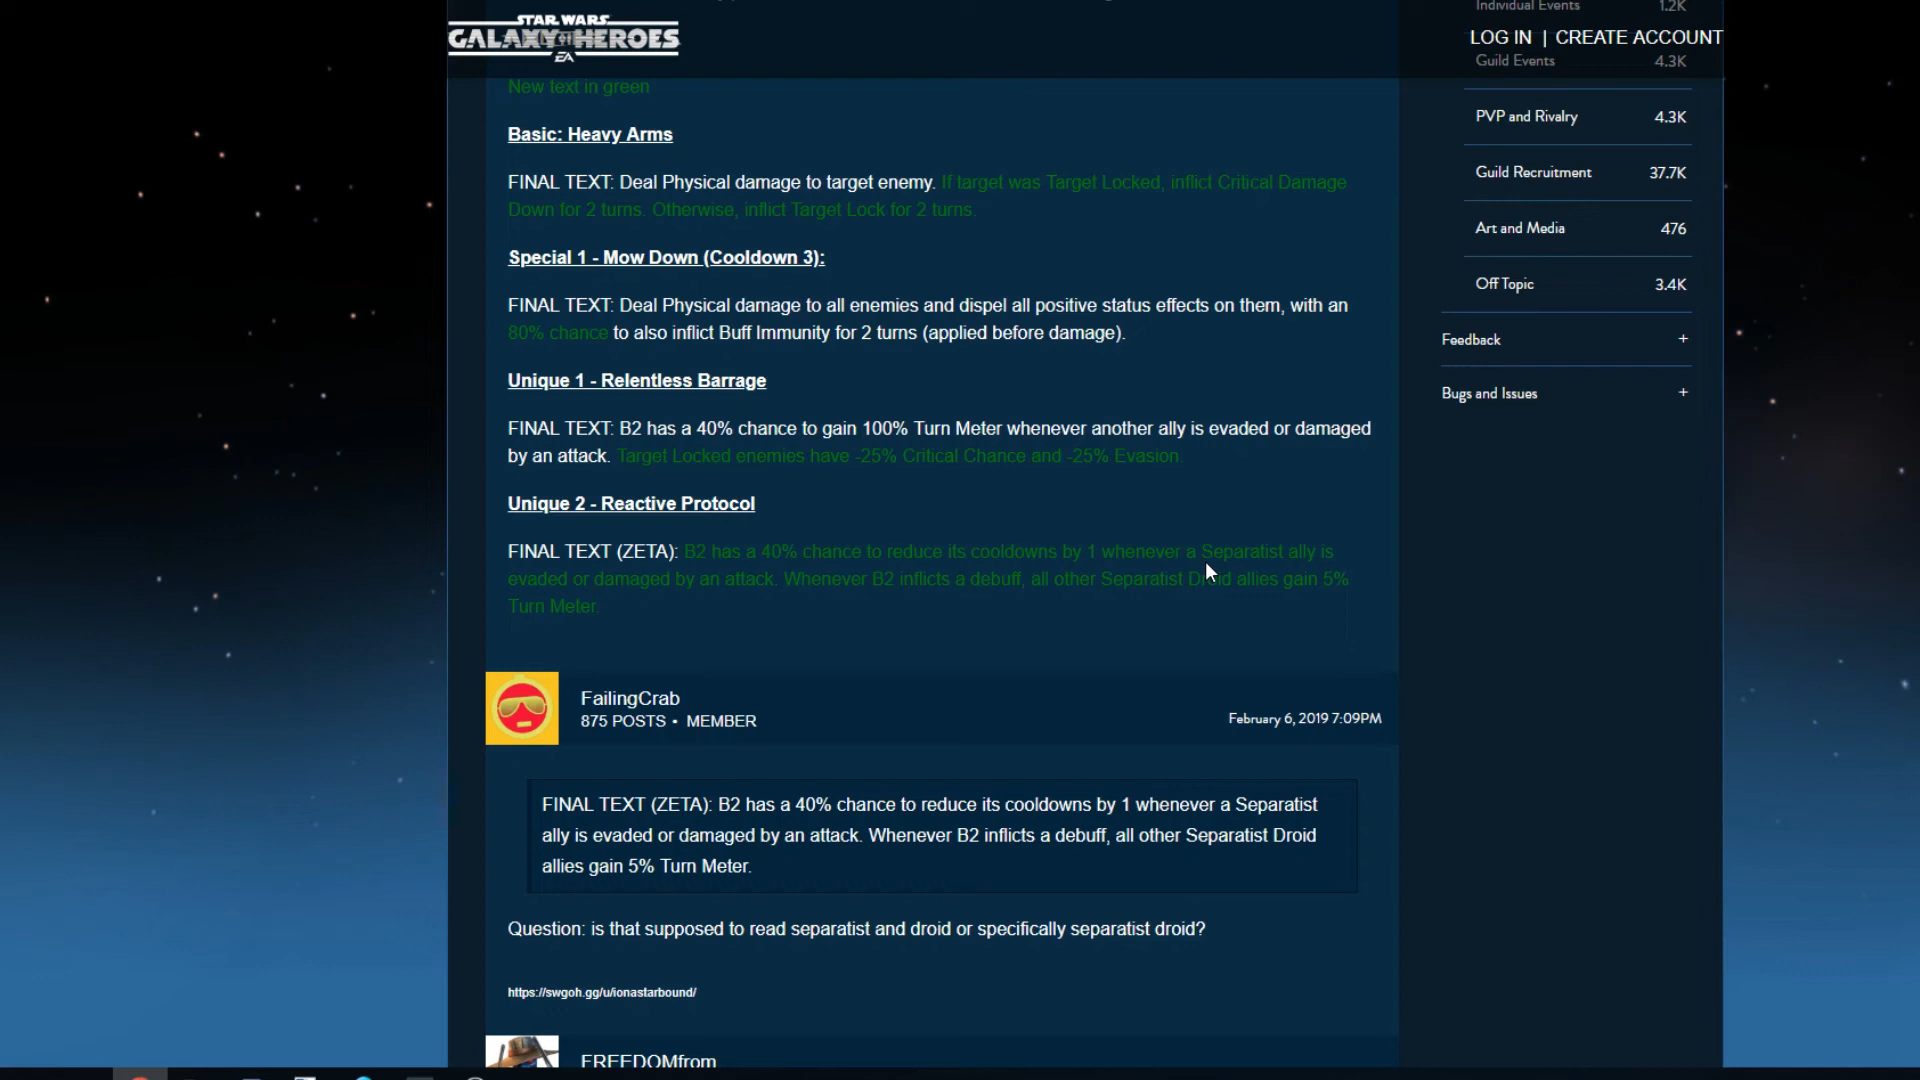 STAR WARS
GALAXY HEROES
EA
LOG IN | CREATE ACCOUNT
New text in green
Basic: Heavy Arms
FINAL TEXT: Deal Physical damage to target enemy. If target was Target Locked, inflict Critical Damage
Down for 2 turns. Otherwise, inflict Target Lock for 2 turns.
Special 1 - Mow Down (Cooldown 3):
FINAL TEXT: Deal Physical damage to all enemies and dispel all positive status effects on them, with an
80% chance to also inflict Buff Immunity for 2 turns (applied before damage).
Unique 1 - Relentless Barrage
FINAL TEXT: B2 has a 40% chance to gain 100% Turn Meter whenever another ally is evaded or damaged
by an attack. Target Locked enemies have -25% Critical Chance and -25% Evasion.
Unique 2 - Reactive Protocol
FINAL TEXT (ZETA): B2 has a 40% chance to reduce its cooldowns by 1 whenever a Separatist ally is
evaded or damaged by an attack. Whenever B2 inflicts a debuff, all other Separatist Droid allies gain 5%
Turn Meter.
FailingCrab
875 POSTS • MEMBER
February 6, 2019 7:09PM
FINAL TEXT (ZETA): B2 has a 40% chance to reduce its cooldowns by 1 whenever a Separatist
ally is evaded or damaged by an attack. Whenever B2 inflicts a debuff, all other Separatist Droid
allies gain 5% Turn Meter.
Question: is that supposed to read separatist and droid or specifically separatist droid?
https://swgoh.gg/u/ionastarbound/
FREEDOMfrom
Individual Events 1.2K
Guild Events 4.3K
PVP and Rivalry 4.3K
Guild Recruitment 37.7K
Art and Media 476
Off Topic 3.4K
Feedback +
Bugs and Issues +